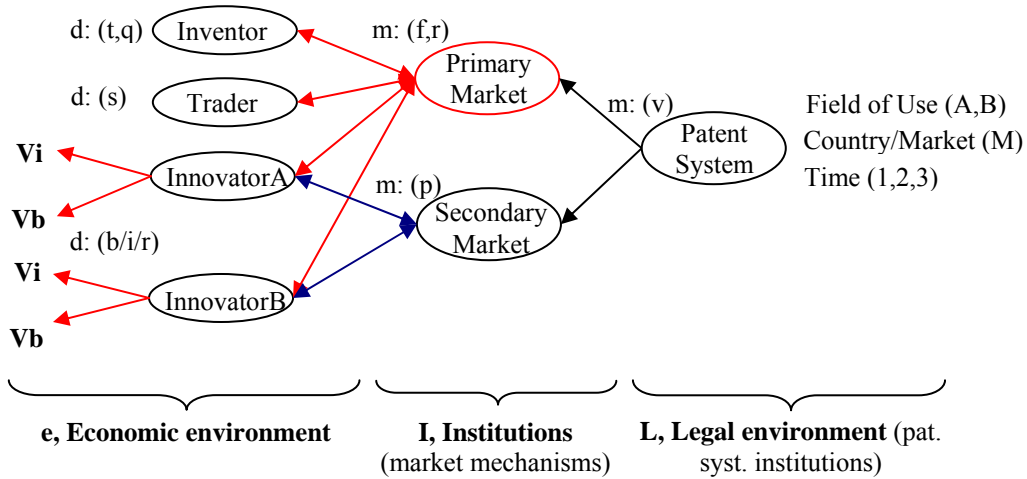 d: (t,q)
Inventor
m: (f,r)
Primary
Market
d: (s)
Trader
m: (v)
Patent
System
Field of Use (A,B)
Country/Market (M)
Time (1,2,3)
Vi
InnovatorA
Vb
m: (p)
Secondary
Market
d: (b/i/r)
Vi
InnovatorB
Vb
e, Economic environment
I, Institutions
(market mechanisms)
L, Legal environment (pat.
syst. institutions)